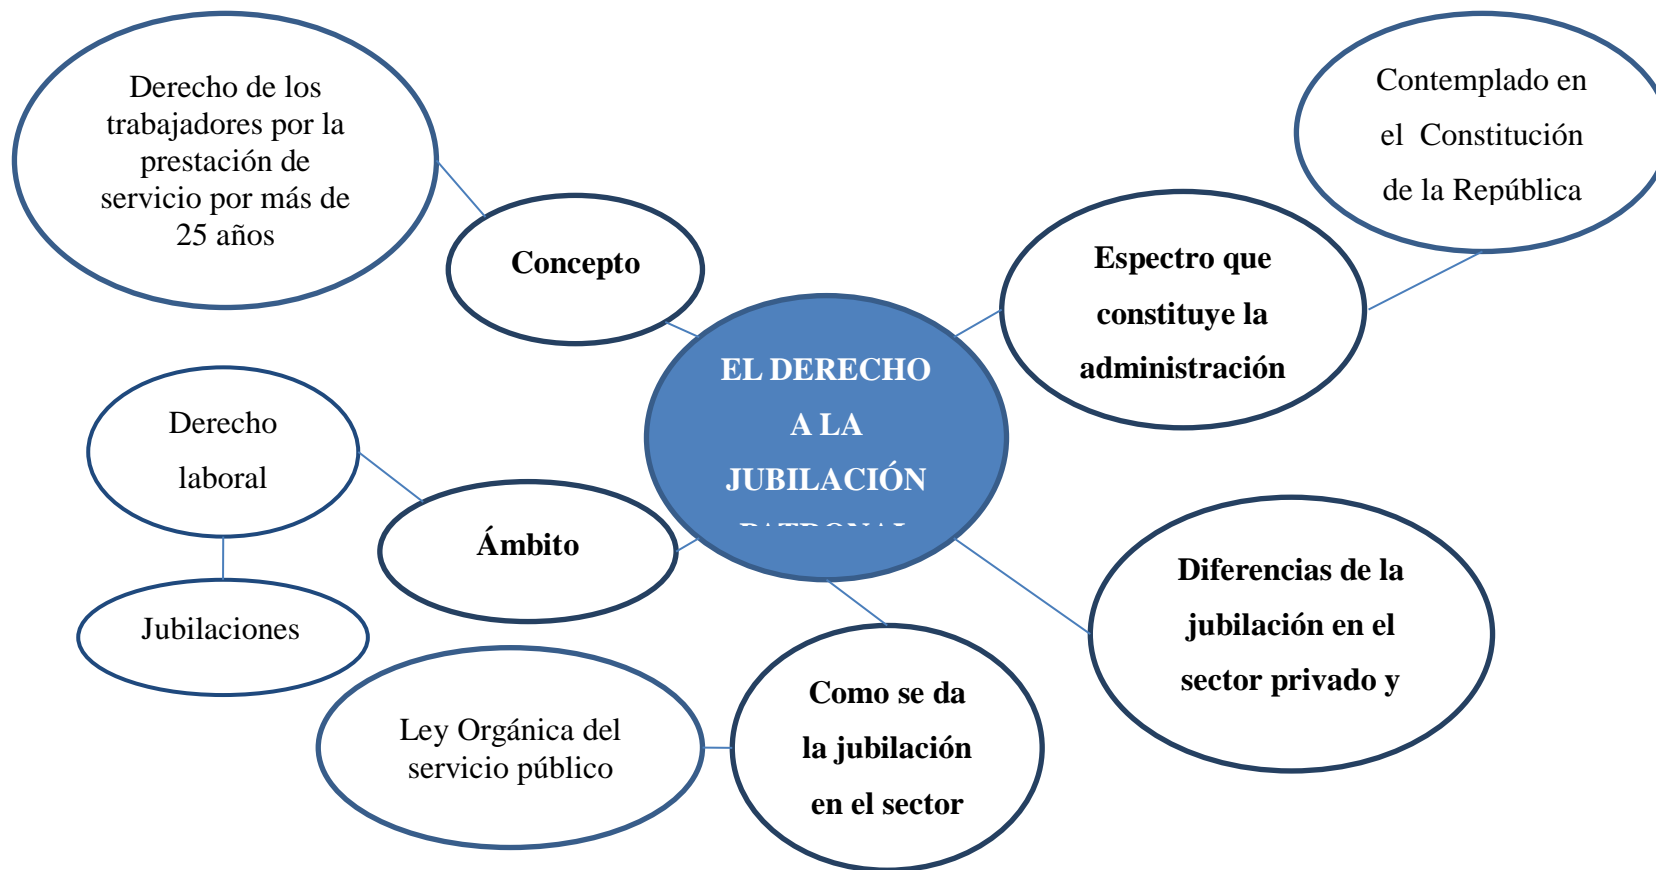 Derecho de los
trabajadores por la
prestación de
servicio por más de
25 años
Concepto
Contemplado en
el  Constitución
de la República
Espectro que
constituye la
administración
EL DERECHO
A LA
JUBILACIÓN
Derecho
laboral
Ámbito
Jubilaciones
Diferencias de la
jubilación en el
sector privado y
Como se da
la jubilación
en el sector
Ley Orgánica del
servicio público